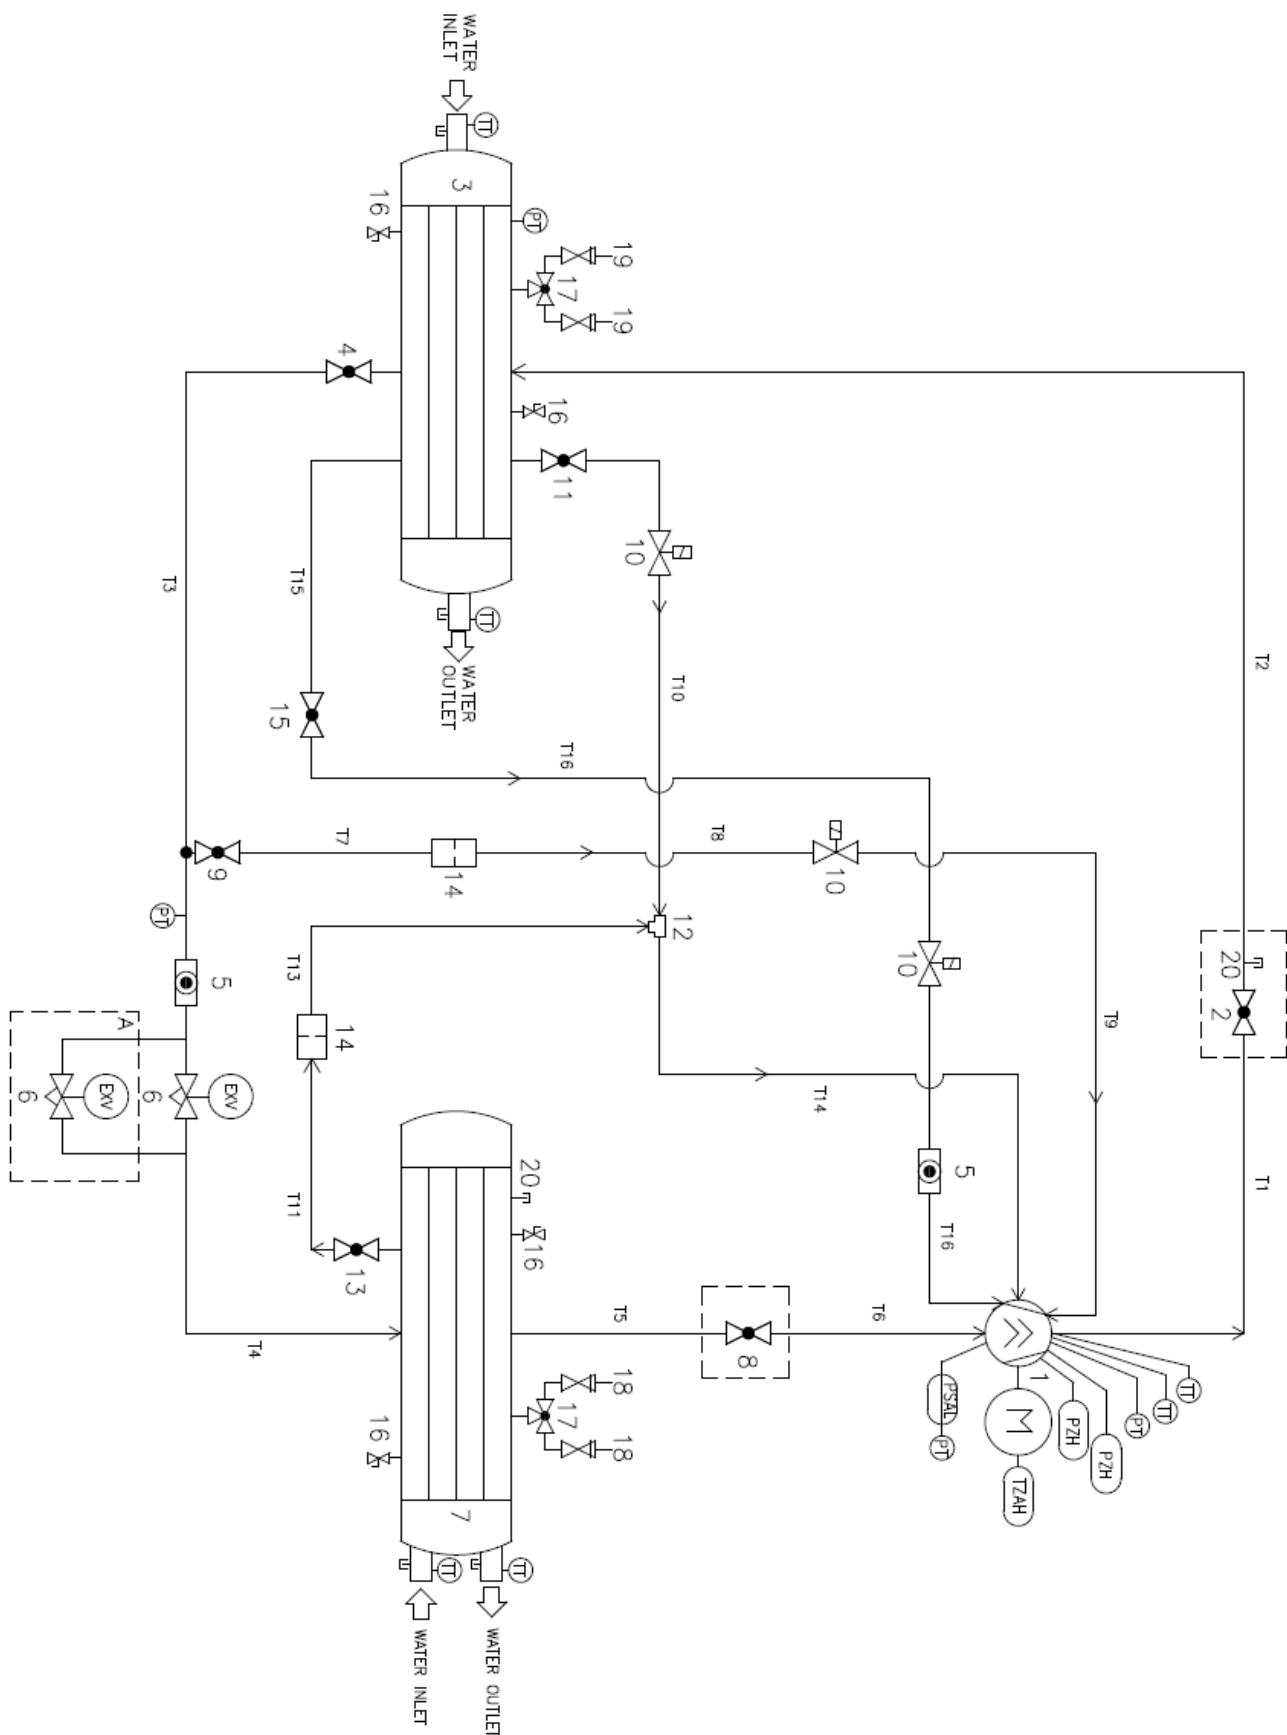 T2
T1
20
2
TT
TT
T9
PT
PZH
PZH
1
M
TZAH
5
T16
PSAL
PT
10
T6
10
T14
8
T8
12
T10
10
19
19
T5
18
18
17
11
T16
17
16
PT
16
20
TT
TT
TT
WATER OUTLET
WATER
INLET
3
WATER
OUTLET
7
14
TT
WATER INLET
16
16
4
T7
14
13
T15
T13
T11
15
T4
EXV
5
9
T3
PT
6
A
EXV
6